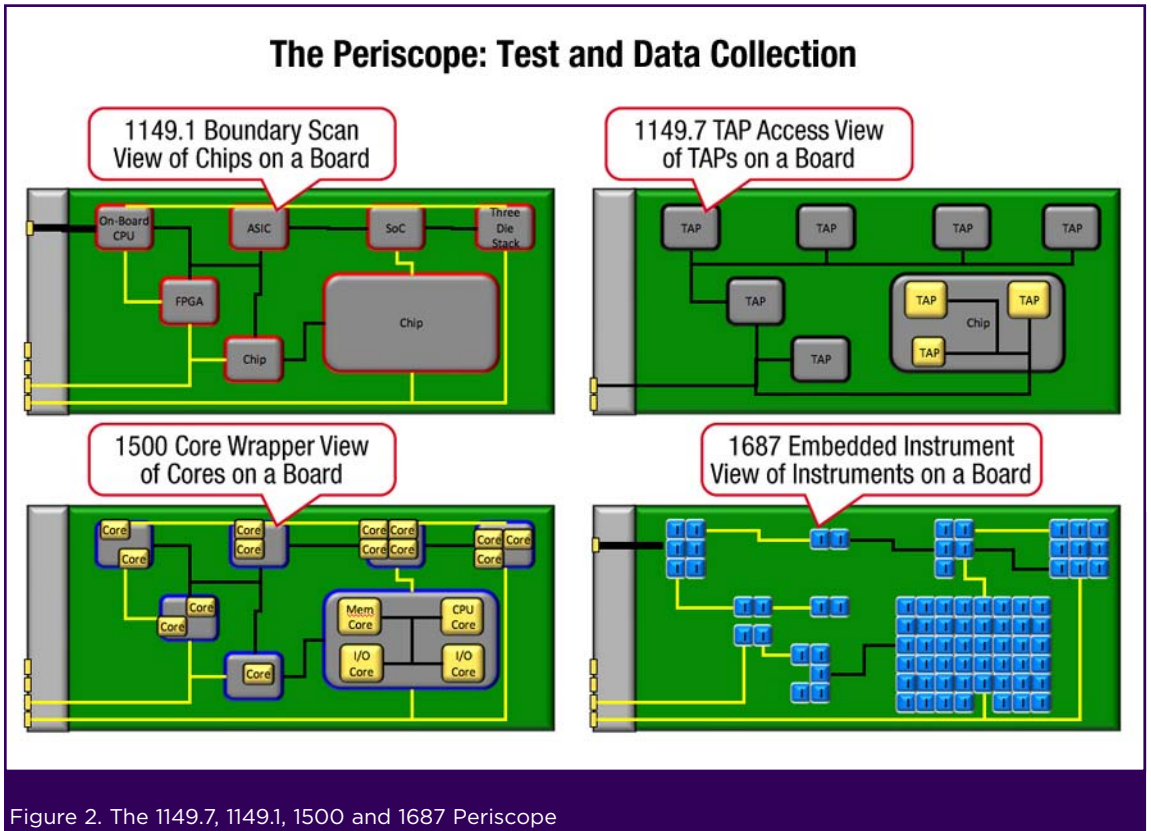 The Periscope: Test and Data Collection
1149.1 Boundary Scan
View of Chips on a Board
On-Board
CPU
ASIC
SoC
Three
Die
Stack
FPGA
Chip
Chip
1149.7 TAP Access View
of TAPs on a Board
TAP
TAP
TAP
TAP
TAP
TAP
TAP
TAP
Chip
TAP
1500 Core Wrapper View
of Cores on a Board
Core
Core
Core
Core
Core Core
Core Core
Core Core
Core
Core
Core
Core
Mem
Core
CPU
Core
I/O
Core
I/O
Core
1687 Embedded Instrument
View of Instruments on a Board
I I
I I
I I
I I
I I
I I
I
I I I
I I I
I I I
I I
I I
I I
I I
I
I I
I I I I I I I I
I I I I I I I I
I I I I I I I I
I I I I I I I I
I I I I I I I I
I I I I I I I
Figure 2. The 1149.7, 1149.1, 1500 and 1687 Periscope